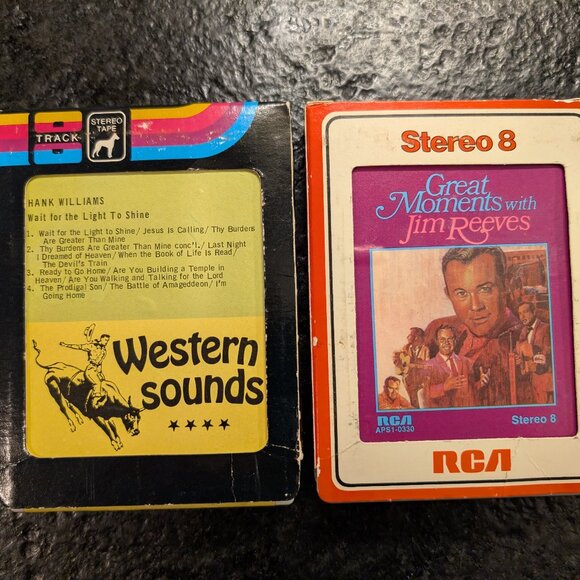 8
TRACK
STEREO
TAPE
HANK WILLIAMS
Wait for the Light To Shine
1. Wait for the Light to Shine/Jesus is Calling/Thy Burdens
Are Greater Than Mine
2. Thy Burdens Are Greater Than Mine conc'l./Last Night
I Dreamed of Heaven/When the Book of Life Is Read/
The Devil's Train
3. Ready to Go Home/Are You Building a Temple in
Heaven/Are You Walking and Talking for the Lord
4. The Prodigal Son/The Battle of Amageddeon/I'm
Going Home
Western
sounds
Stereo 8
Great
Moments with
Jim Reeves
RCA
APS1-0330
Stereo 8
RCA